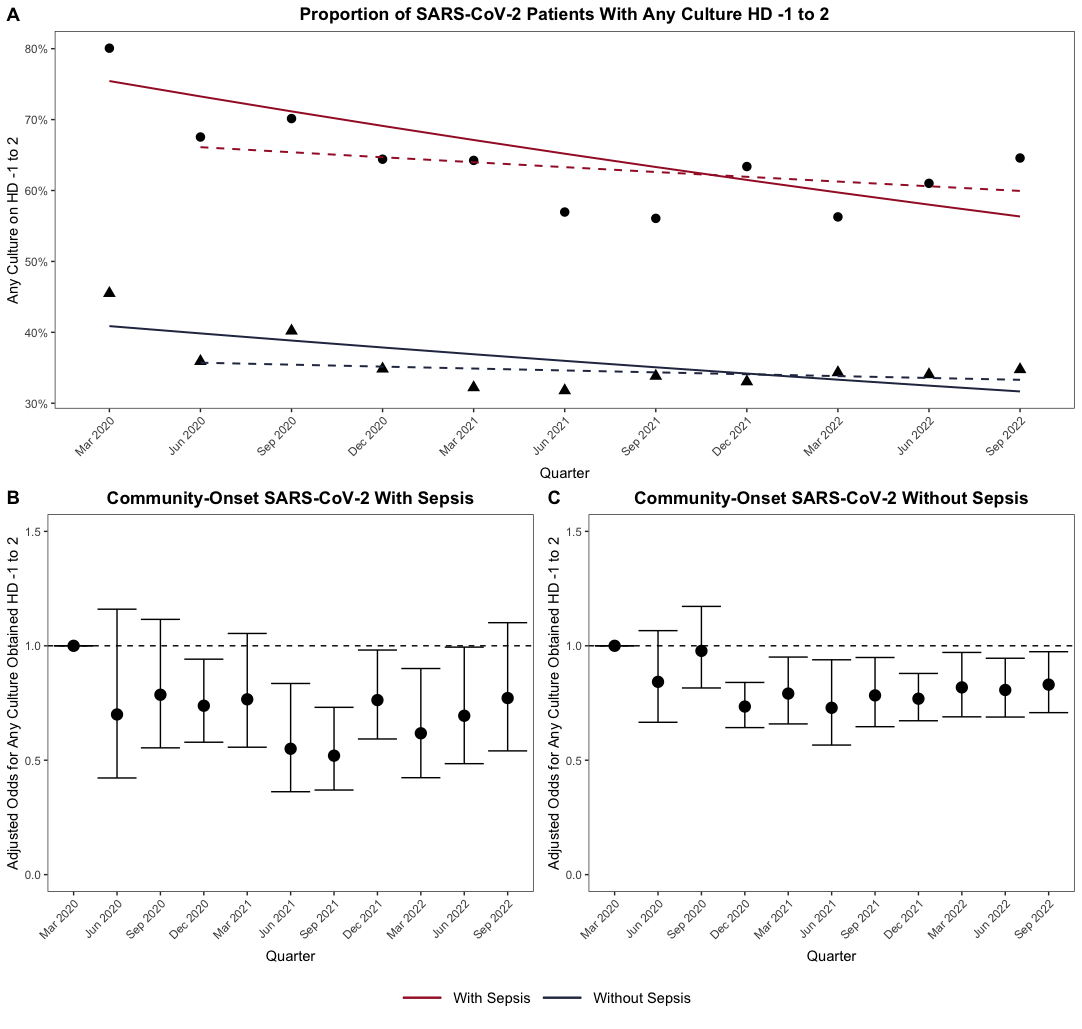 A
Proportion of SARS-CoV-2 Patients With Any Culture HD -1 to 2
Any Culture on HD -1 to 2
80%
70%
60%
50%
40%
30%
Mar 2020
Jun 2020
Sep 2020
Dec 2020
Mar 2021
Jun 2021
Sep 2021
Dec 2021
Mar 2022
Jun 2022
Sep 2022
Quarter
B
Community-Onset SARS-CoV-2 With Sepsis
Adjusted Odds for Any Culture Obtained HD -1 to 2
1.5
1.0
0.5
0.0
Mar 2020
Jun 2020
Sep 2020
Dec 2020
Mar 2021
Jun 2021
Sep 2021
Dec 2021
Mar 2022
Jun 2022
Sep 2022
Quarter
C
Community-Onset SARS-CoV-2 Without Sepsis
Adjusted Odds for Any Culture Obtained HD -1 to 2
1.5
1.0
0.5
0.0
Mar 2020
Jun 2020
Sep 2020
Dec 2020
Mar 2021
Jun 2021
Sep 2021
Dec 2021
Mar 2022
Jun 2022
Sep 2022
Quarter
With Sepsis
Without Sepsis